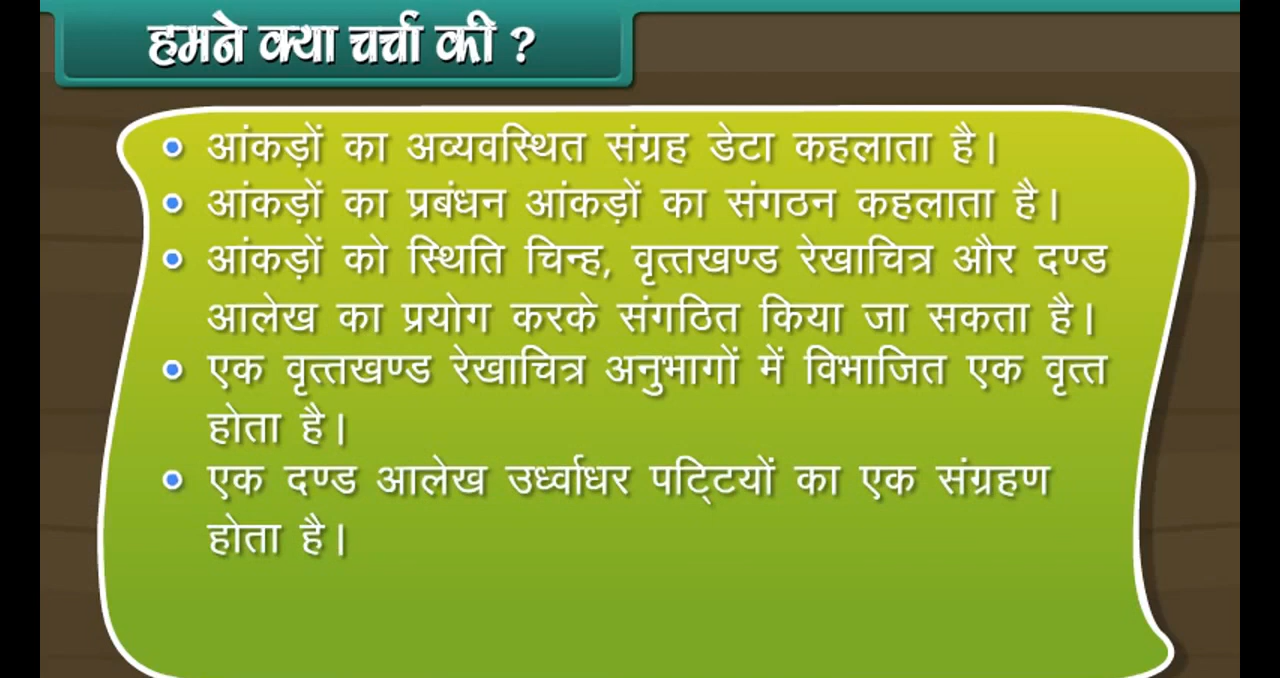 हमने क्या चर्चा की ?
आंकड़ों का अव्यवस्थित संग्रह डेटा कहलाता है।
आंकड़ों का प्रबंधन आंकड़ों का संगठन कहलाता है।
आंकड़ों को स्थिति चिन्ह, वृत्तखण्ड रेखाचित्र और दण्ड
आलेख का प्रयोग करके संगठित किया जा सकता है।
एक वृत्तखण्ड रेखाचित्र अनुभागों में विभाजित एक वृत्त
होता है।
एक दण्ड आलेख उर्ध्वाधर पट्टियों का एक संग्रहण
होता है।